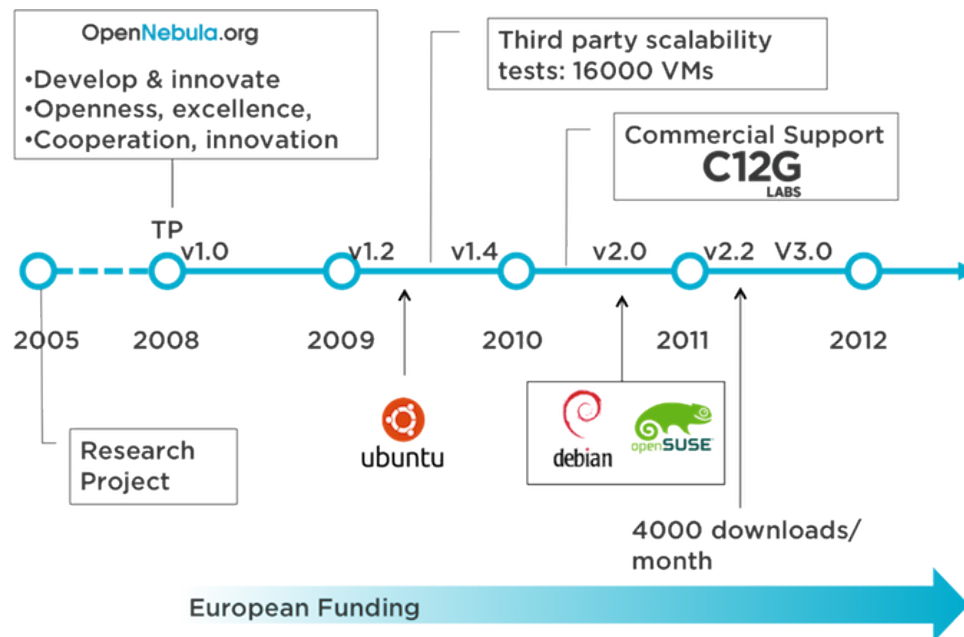 OpenNebula.org
•Develop & innovate
•Openness, excellence,
•Cooperation, innovation
Third party scalability
tests: 16000 VMs
Commercial Support
C12G
LABS
TP
v1.0
v1.2
v1.4
v2.0
v2.2
V3.0
2005
2008
2009
2010
2011
2012
Research
Project
ubuntu
debian
openSUSE
4000 downloads/
month
European Funding